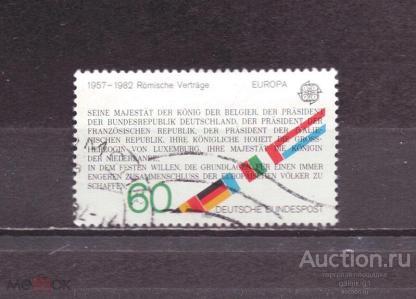 1957–1982 Römische Verträge EUROPA CEPT
SEINE MAJESTÄT DER KÖNIG DER BELGIER, DER PRÄSIDENT
DER BUNDESREPUBLIK DEUTSCHLAND, DER PRÄSIDENT DER
FRANZÖSISCHEN REPUBLIK, DER PRÄSIDENT DER ITALIE-
NISCHEN REPUBLIK, IHRE KÖNIGLICHE HOHEIT DIE GROSS-
HERZOGIN VON LUXEMBURG, IHRE MAJESTÄT DIE KÖNIGIN
DER NIEDERLANDE
IN DEM FESTEN WILLEN, DIE GRUNDLAGEN FÜR EINEN IMMER
ENGEREN ZUSAMMENSCHLUSS DER EUROPÄISCHEN VÖLKER ZU
SCHAFFEN
60 DEUTSCHE BUNDESPOST
мешок
Аукцион.ru